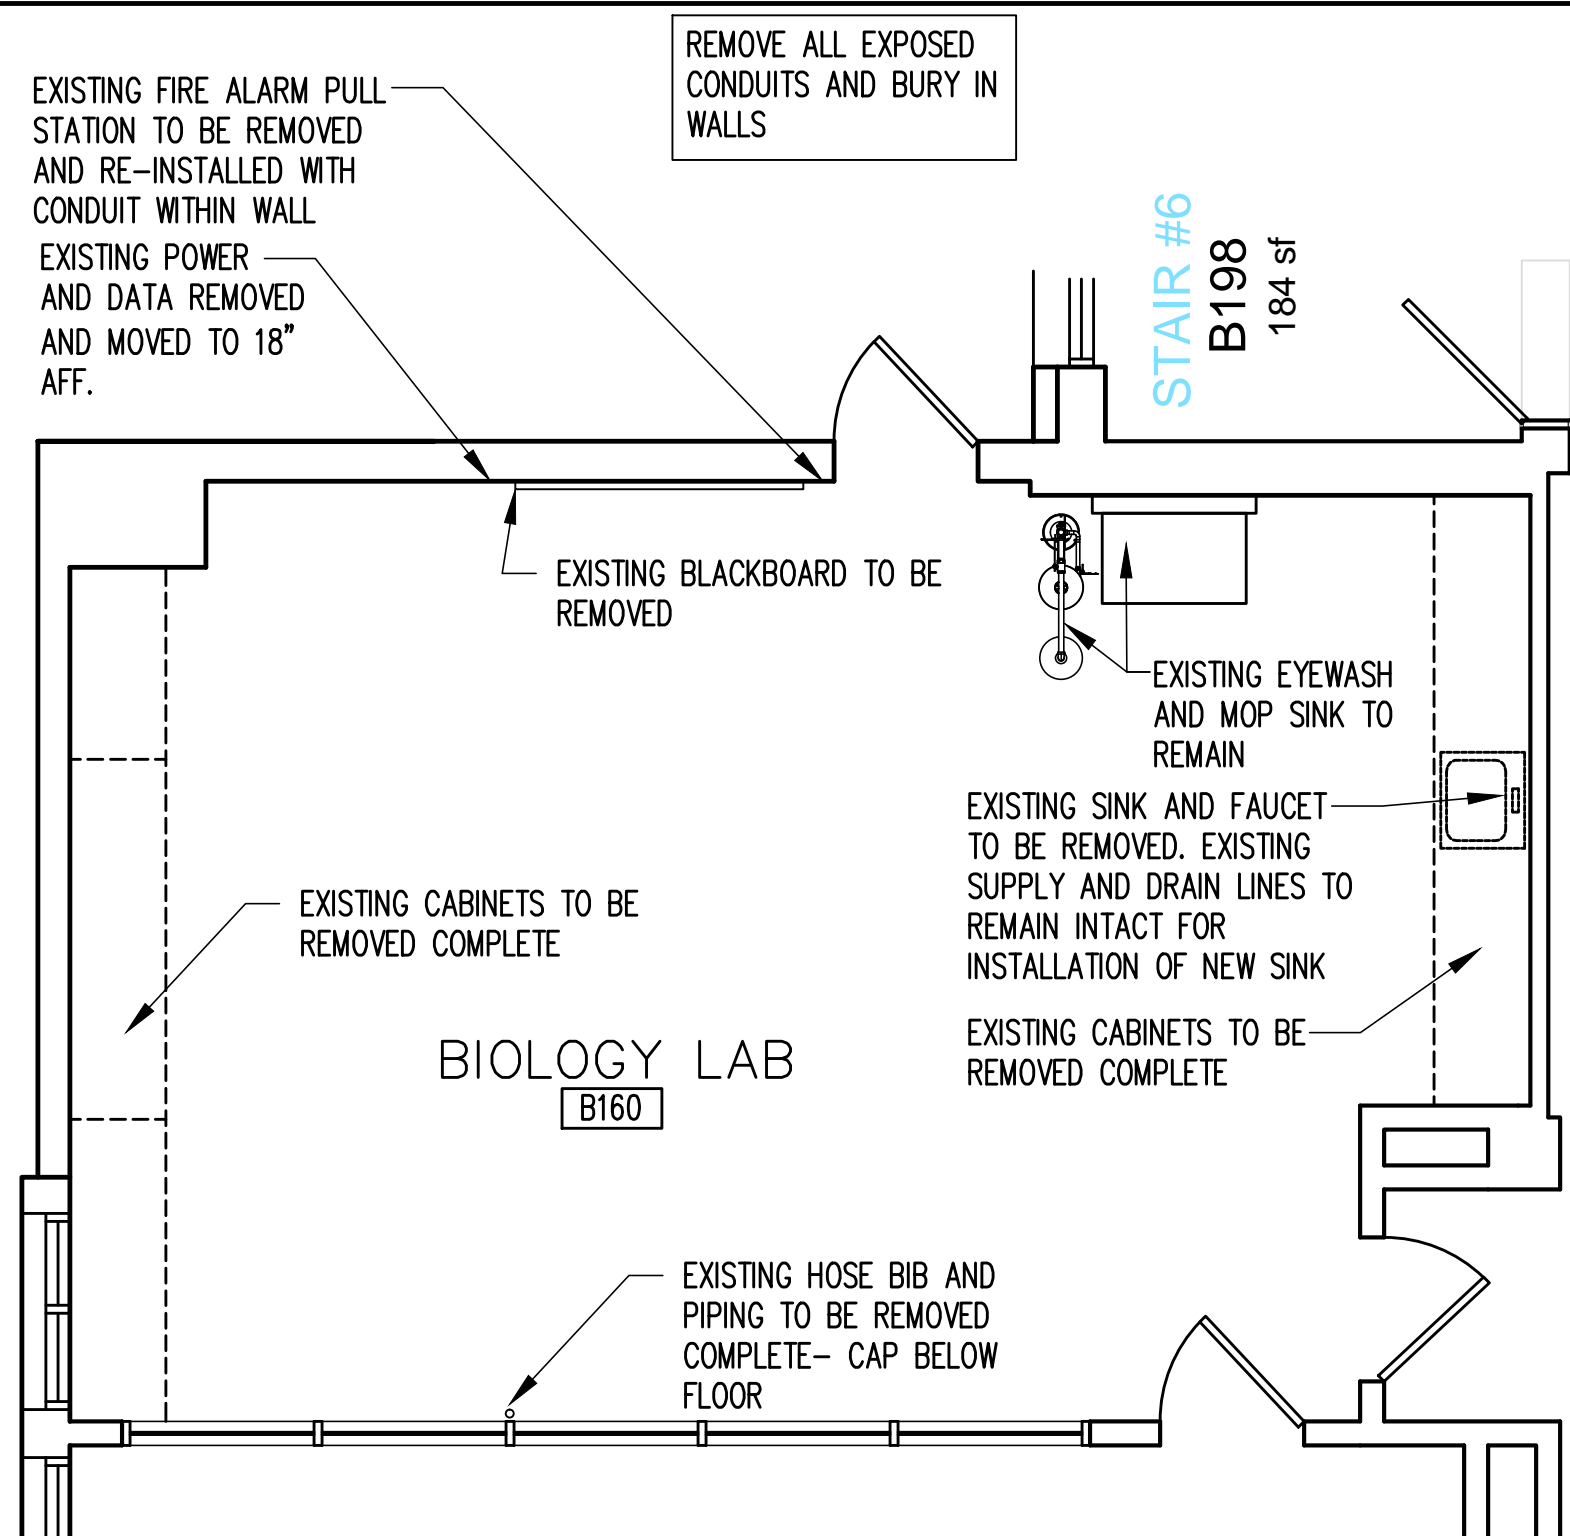 REMOVE ALL EXPOSED
CONDUITS AND BURY IN
WALLS
EXISTING FIRE ALARM PULL
STATION TO BE REMOVED
AND RE-INSTALLED WITH
CONDUIT WITHIN WALL
EXISTING POWER
AND DATA REMOVED
AND MOVED TO 18"
AFF.
STAIR #6
B198
184 sf
EXISTING BLACKBOARD TO BE
REMOVED
EXISTING EYEWASH
AND MOP SINK TO
REMAIN
EXISTING SINK AND FAUCET
TO BE REMOVED. EXISTING
SUPPLY AND DRAIN LINES TO
REMAIN INTACT FOR
INSTALLATION OF NEW SINK
EXISTING CABINETS TO BE
REMOVED COMPLETE
EXISTING CABINETS TO BE
REMOVED COMPLETE
BIOLOGY LAB
B160
EXISTING HOSE BIB AND
PIPING TO BE REMOVED
COMPLETE- CAP BELOW
FLOOR